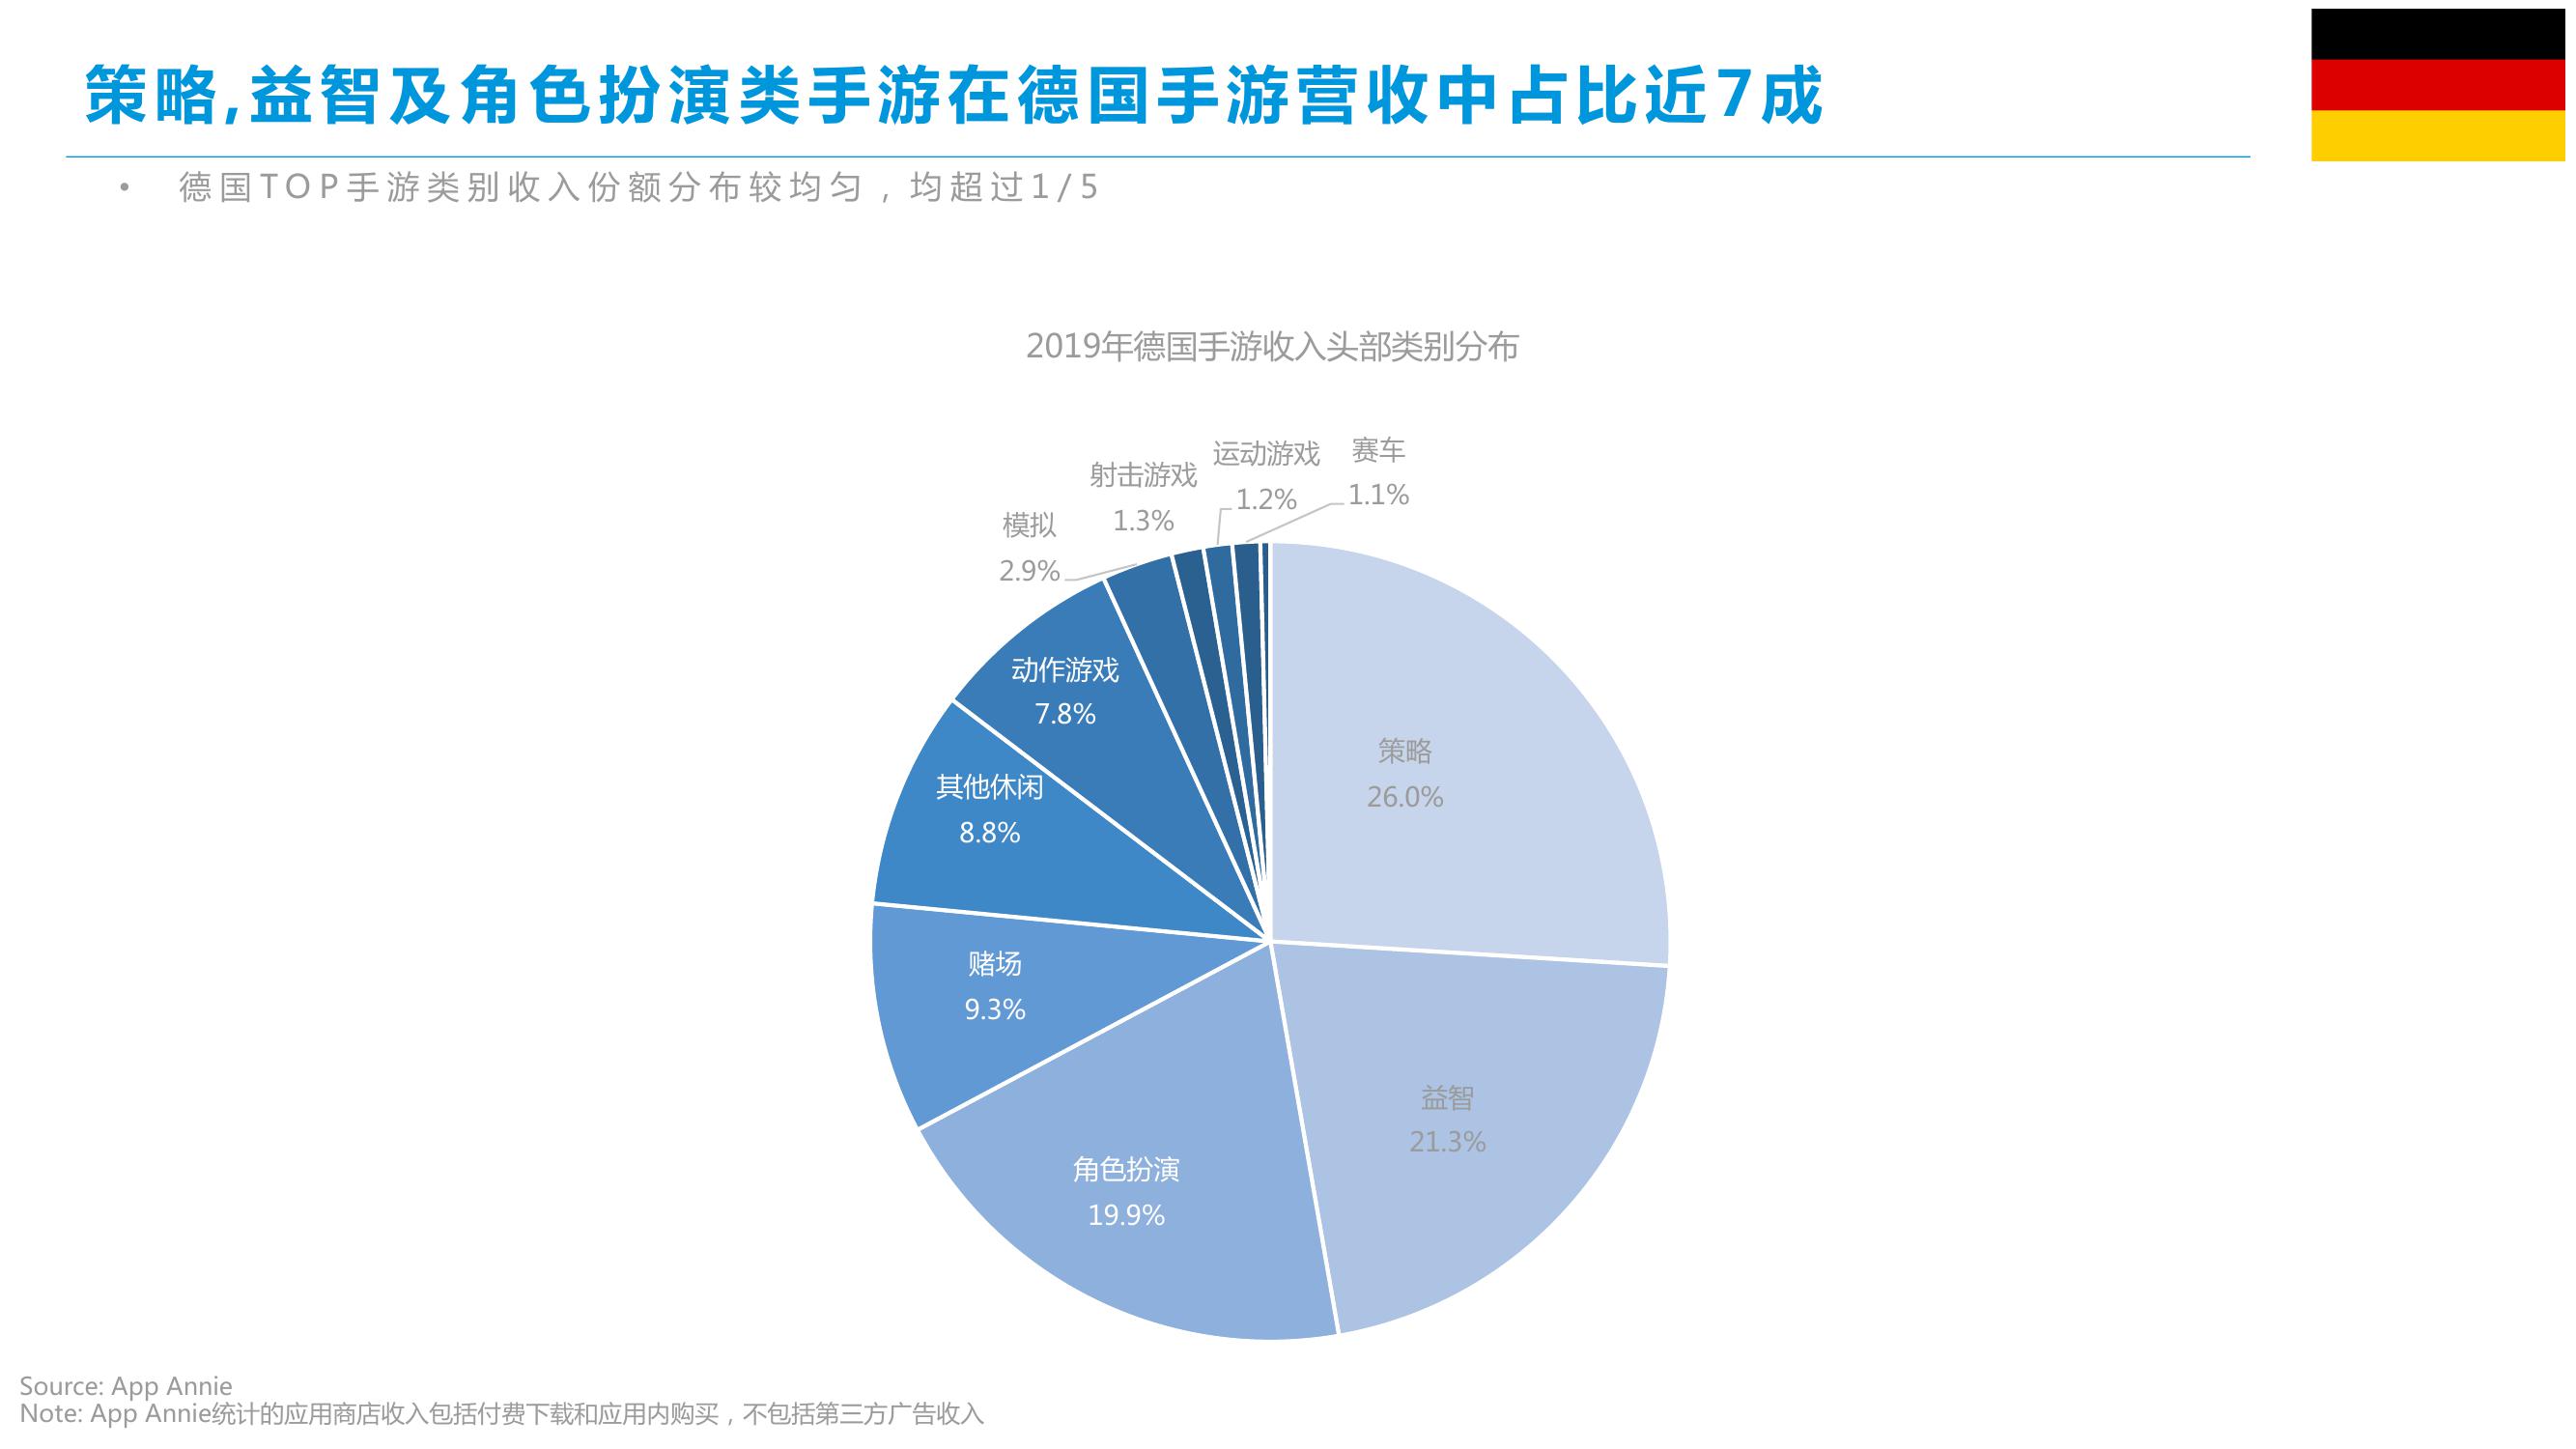 策略,益智及角色扮演类手游在德国手游营收中占比近7成
• 德国TOP手游类别收入份额分布较均匀，均超过1/5
2019年德国手游收入头部类别分布
赛车
1.1%
运动游戏
1.2%
射击游戏
1.3%
模拟
2.9%
动作游戏
7.8%
其他休闲
8.8%
赌场
9.3%
角色扮演
19.9%
益智
21.3%
策略
26.0%
Source: App Annie
Note: App Annie统计的应用商店收入包括付费下载和应用内购买，不包括第三方广告收入